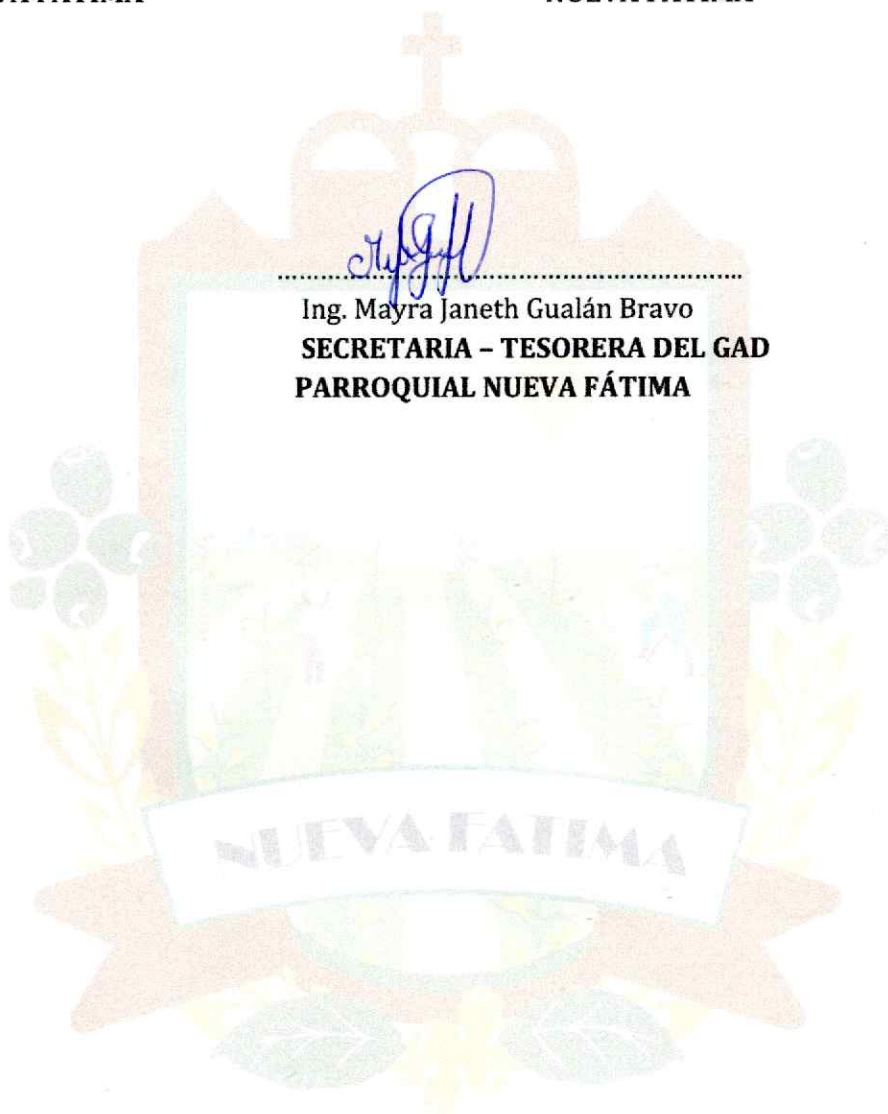 Ing. Mayra Janeth Gualán Bravo
SECRETARIA – TESORERA DEL GAD
PARROQUIAL NUEVA FÁTIMA
NUEVA FATIMA